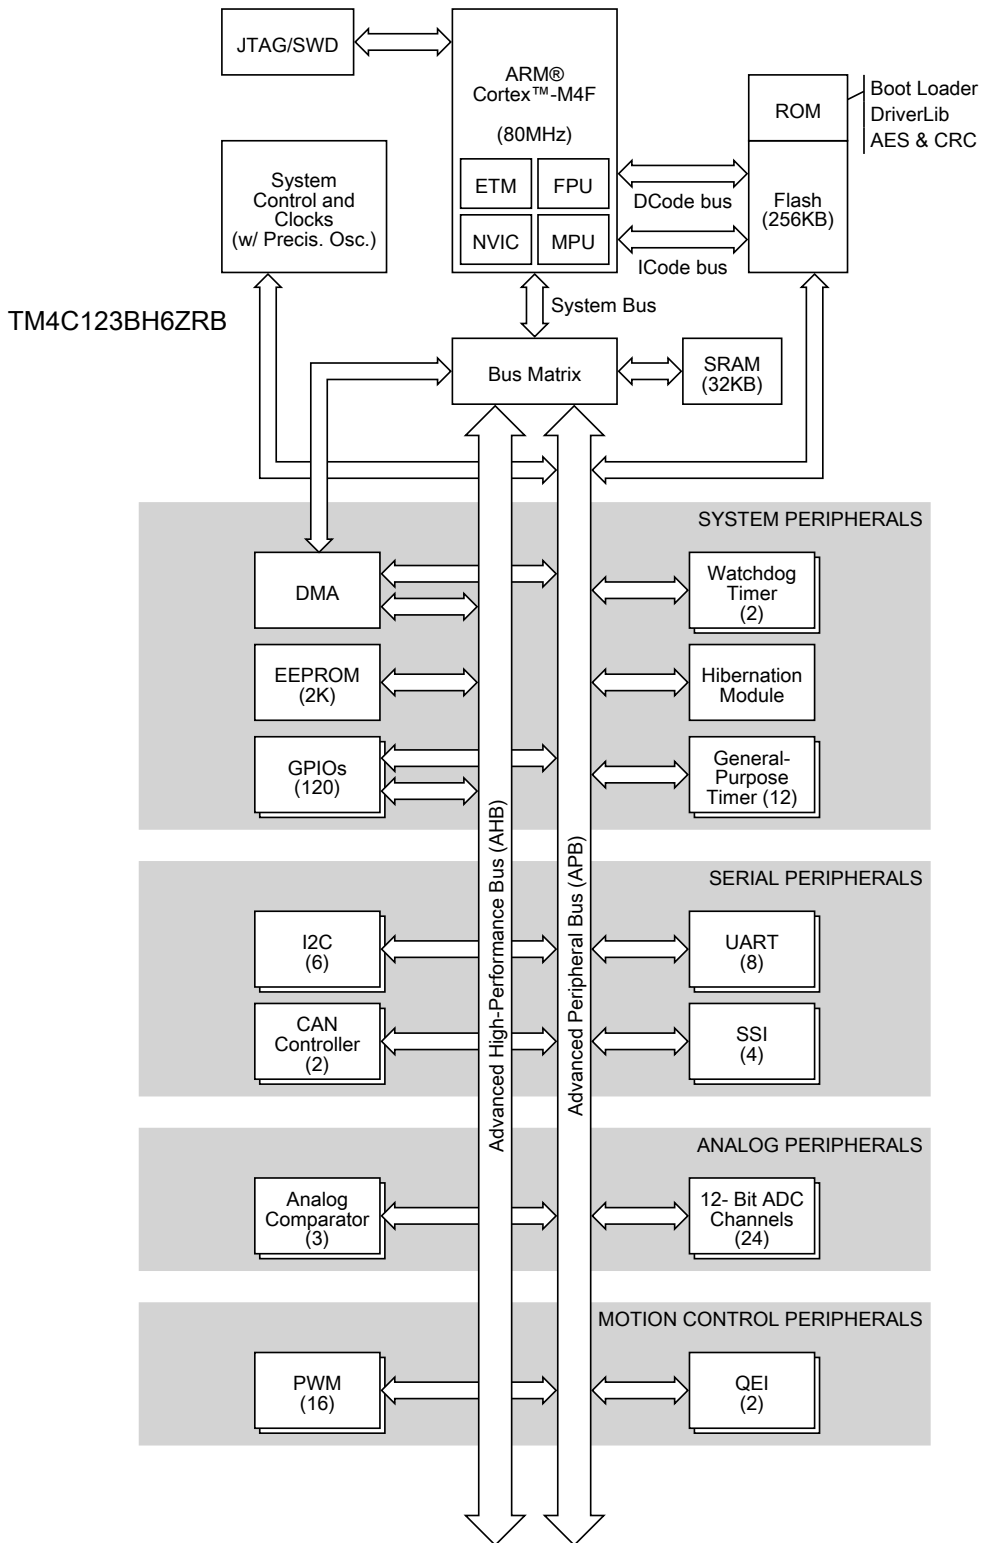 JTAG/SWD
ARM®
Cortex™-M4F
(80MHz)
ETM
FPU
NVIC
MPU
ROM
Boot Loader
DriverLib
AES & CRC
Flash
(256KB)
DCode bus
ICode bus
System
Control and
Clocks
(w/ Precis. Osc.)
TM4C123BH6ZRB
System Bus
Bus Matrix
SRAM
(32KB)
SYSTEM PERIPHERALS
DMA
Watchdog
Timer
(2)
EEPROM
(2K)
Hibernation
Module
GPIOs
(120)
General-
Purpose
Timer (12)
Advanced High-Performance Bus (AHB)
Advanced Peripheral Bus (APB)
SERIAL PERIPHERALS
I2C
(6)
UART
(8)
CAN
Controller
(2)
SSI
(4)
ANALOG PERIPHERALS
Analog
Comparator
(3)
12- Bit ADC
Channels
(24)
MOTION CONTROL PERIPHERALS
PWM
(16)
QEI
(2)